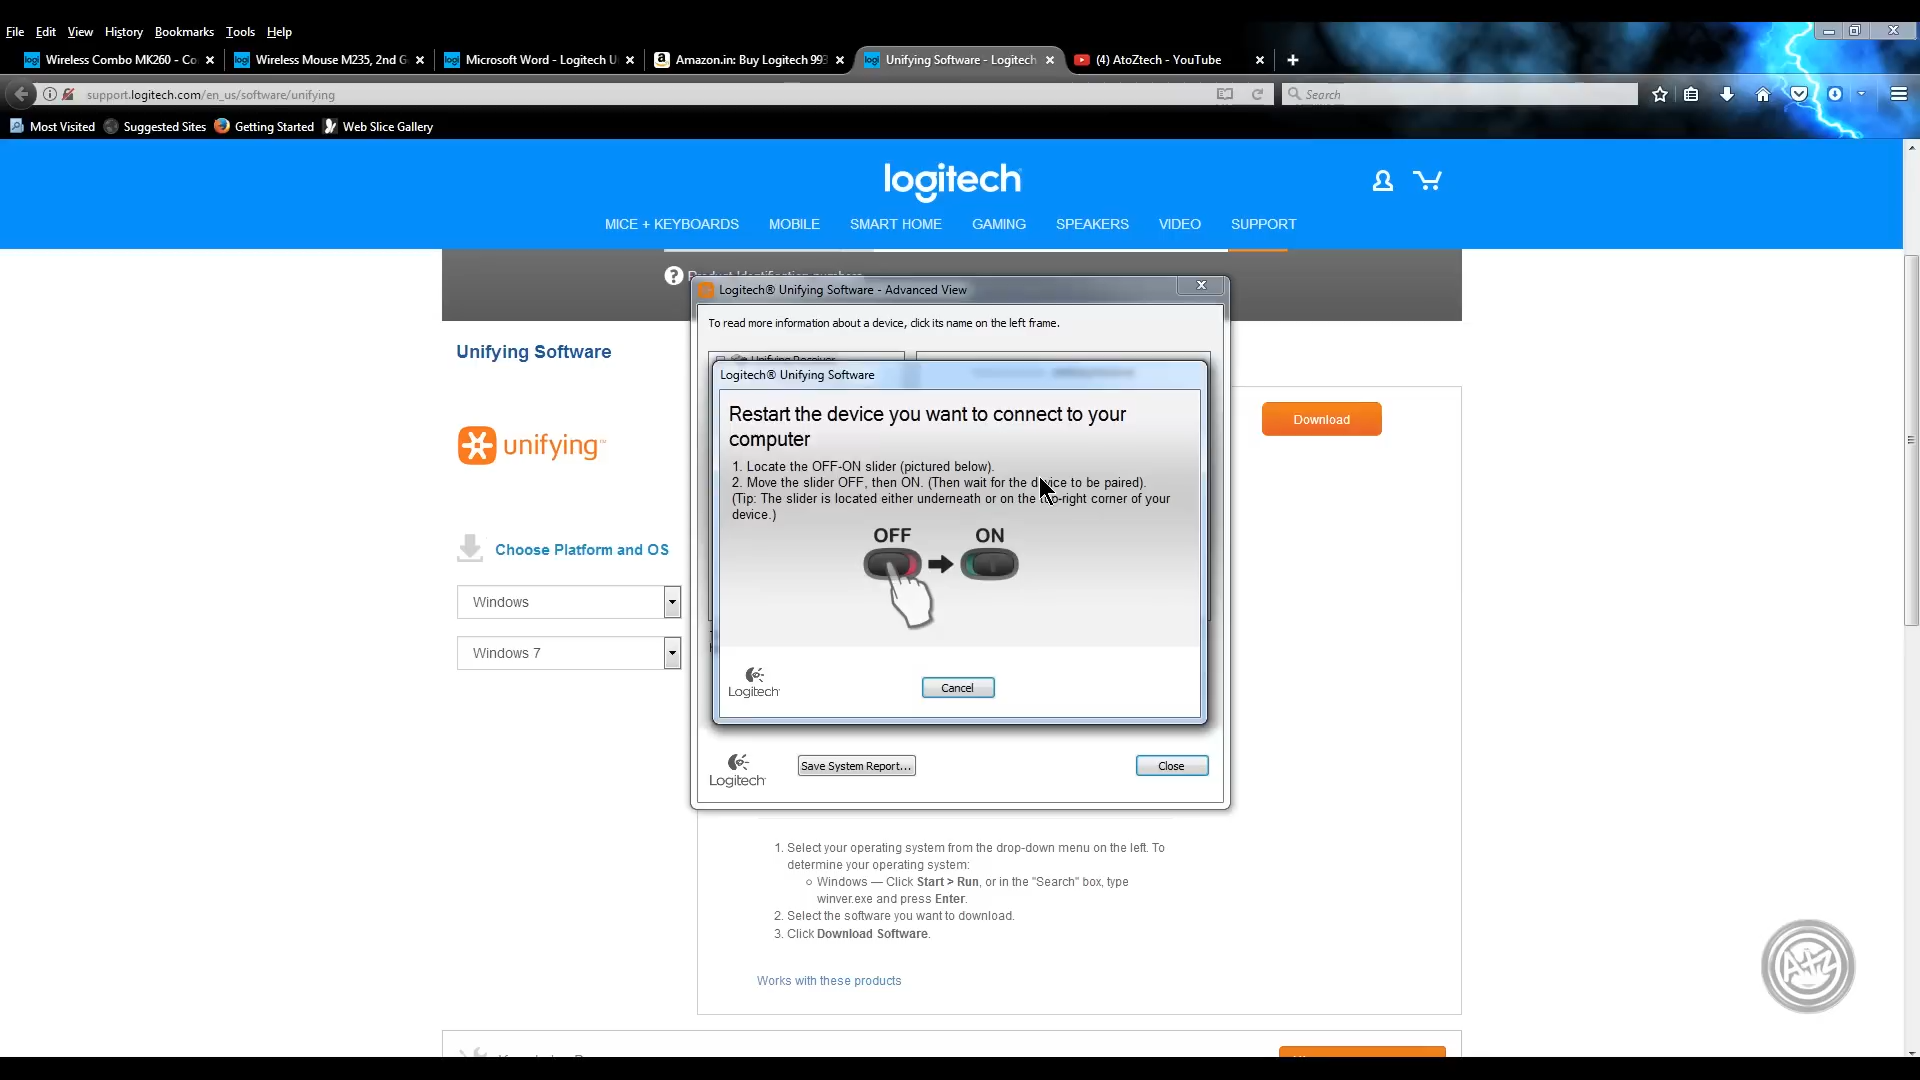 File Edit View History Bookmarks Tools Help
Wireless Combo MK260 - Co
Wireless Mouse M235, 2nd G
Microsoft Word - Logitech U
Amazon.in: Buy Logitech 993
Unifying Software - Logitech
(4) AtoZtech - YouTube
support.logitech.com/en_us/software/unifying
Search
Most Visited Suggested Sites Getting Started Web Slice Gallery
logitech
MICE + KEYBOARDS MOBILE SMART HOME GAMING SPEAKERS VIDEO SUPPORT
Product Identification numbers
Logitech® Unifying Software - Advanced View
To read more information about a device, click its name on the left frame.
Unifying Receiver
Unifying Software
Logitech® Unifying Software
Restart the device you want to connect to your
computer
1. Locate the OFF-ON slider (pictured below).
2. Move the slider OFF, then ON. (Then wait for the device to be paired).
(Tip: The slider is located either underneath or on the top-right corner of your
device.)
OFF ON
Download
unifying™
Choose Platform and OS
Windows
Windows 7
Logitech
Cancel
Logitech
Save System Report...
Close
1. Select your operating system from the drop-down menu on the left. To
determine your operating system:
Windows — Click Start > Run, or in the "Search" box, type
winver.exe and press Enter.
2. Select the software you want to download.
3. Click Download Software.
Works with these products
AtoZ